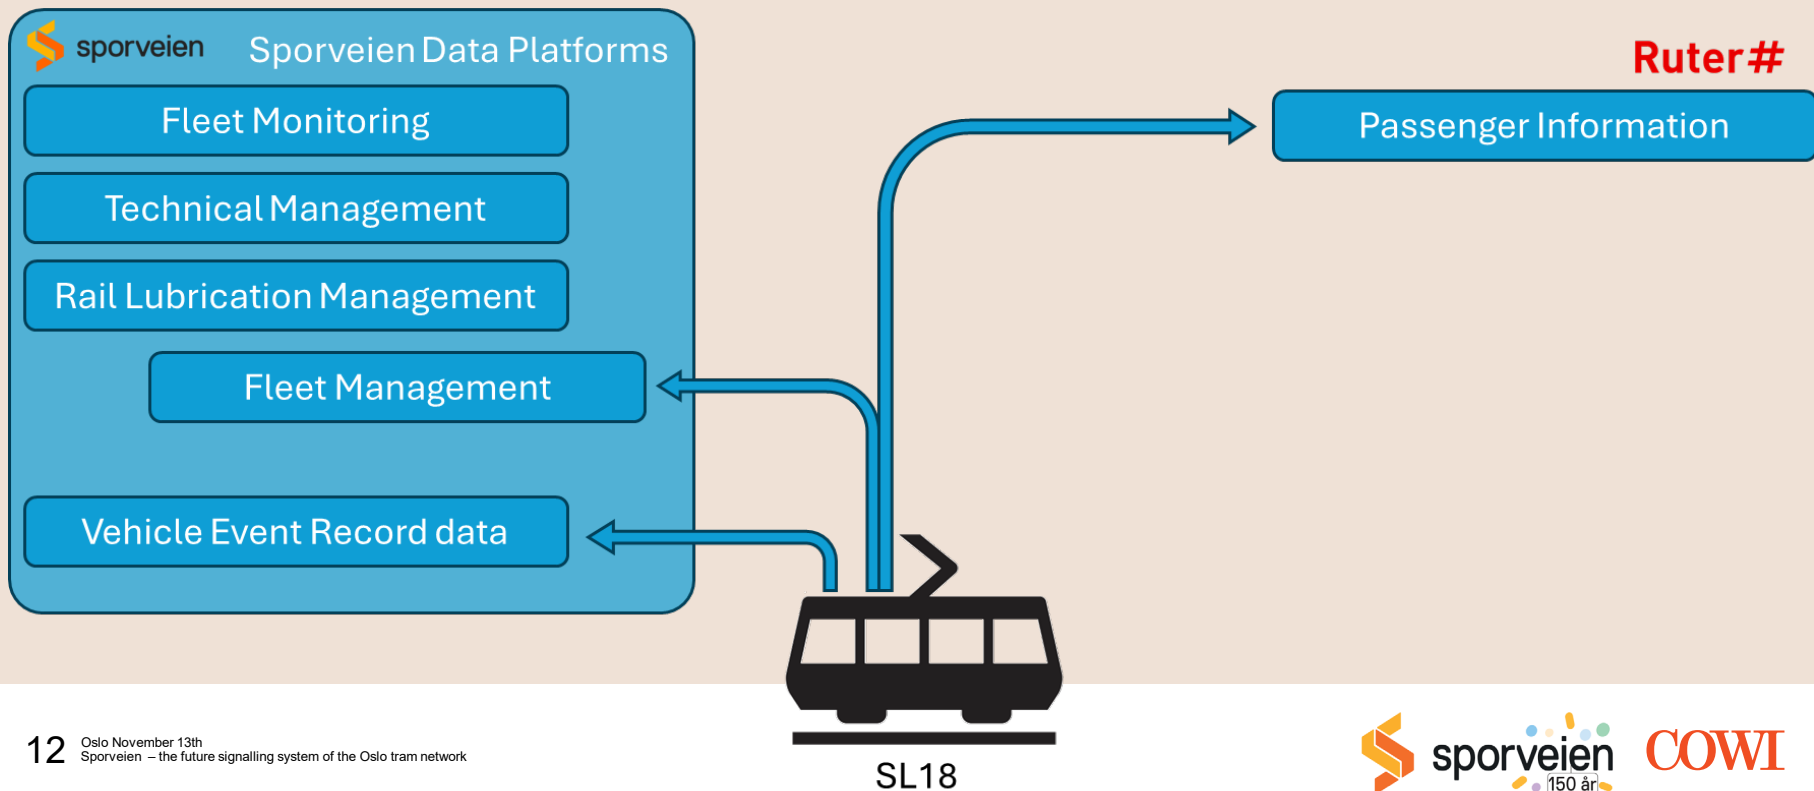 sporveien
Sporveien Data Platforms
Fleet Monitoring
Technical Management
Rail Lubrication Management
Fleet Management
Vehicle Event Record data
Ruter#
Passenger Information
SL18
12
Oslo November 13th
Sporveien – the future signalling system of the Oslo tram network
sporveien
150 år
COWI